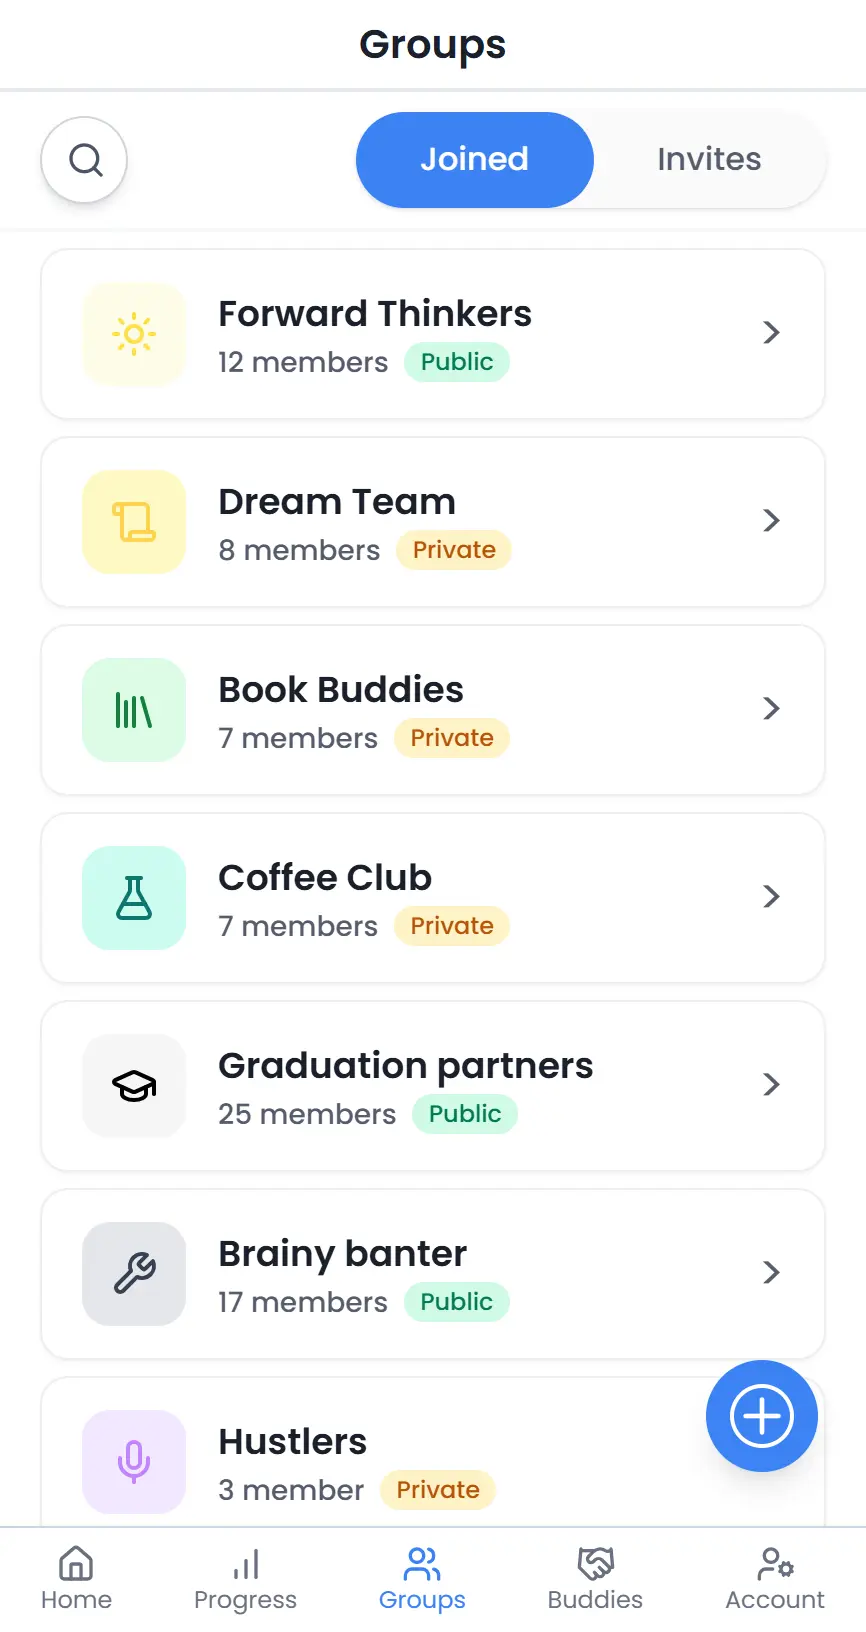 Groups
Joined
Invites
Forward Thinkers
12 members Public
Dream Team
8 members Private
Book Buddies
7 members Private
Coffee Club
7 members Private
Graduation partners
25 members Public
Brainy banter
17 members Public
Hustlers
3 member Private
Home
Progress
Groups
Buddies
Account